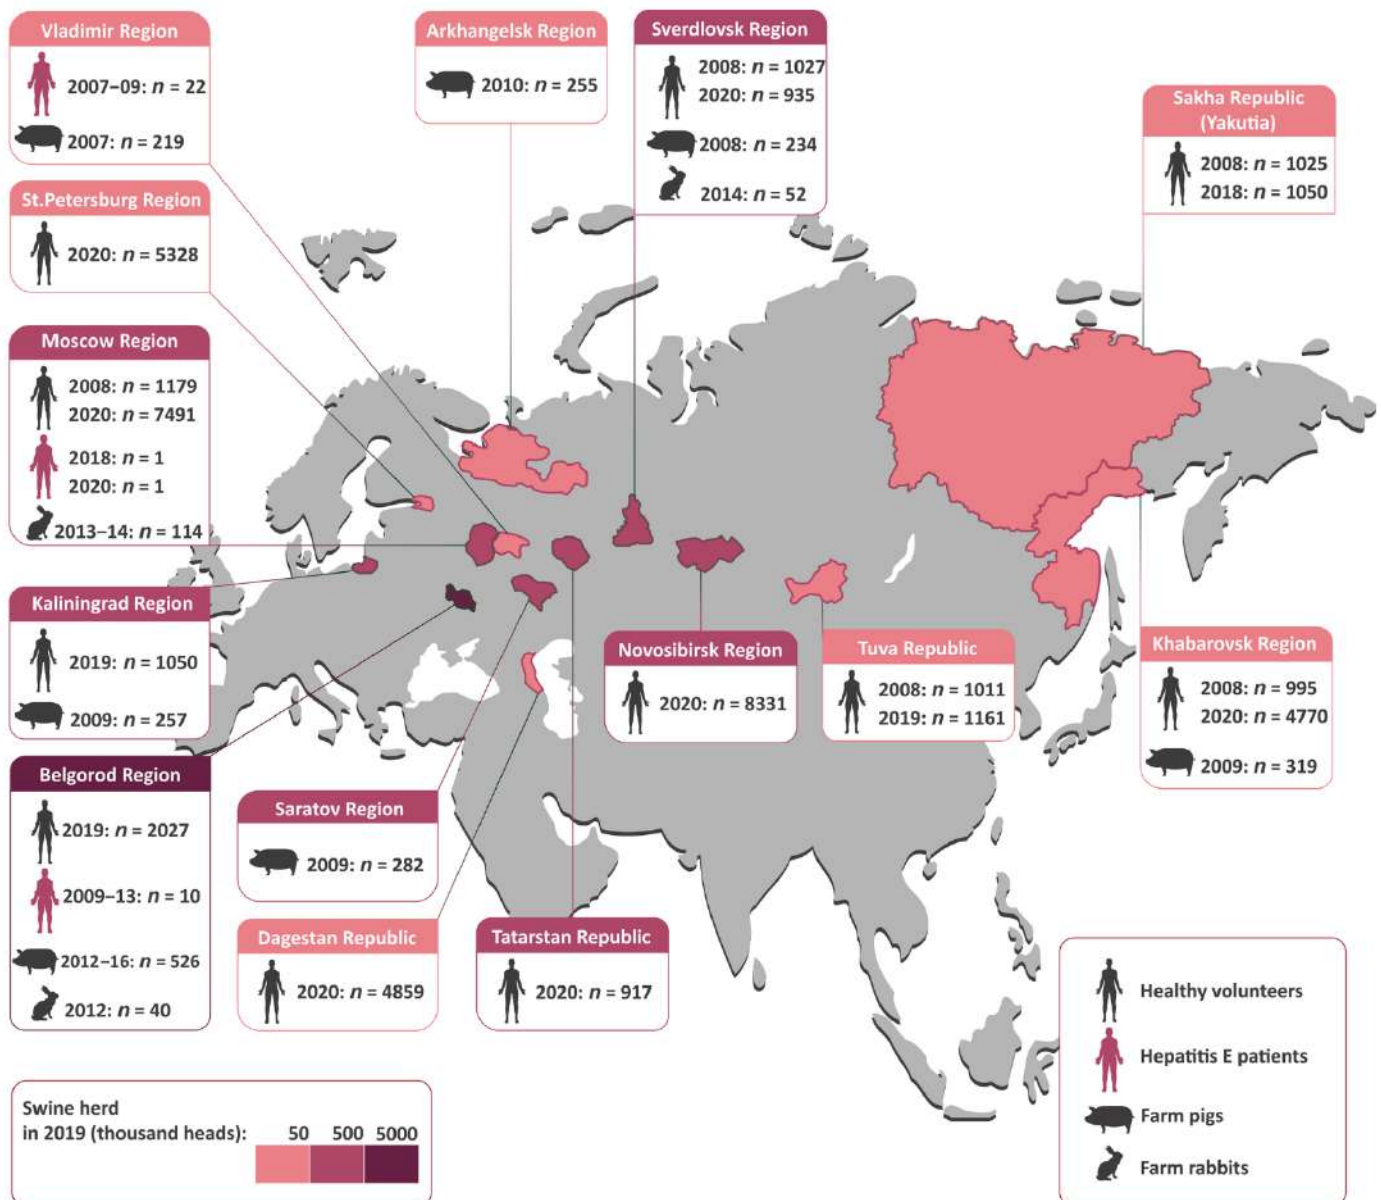 Vladimir Region
2007–09: n = 22
2007: n = 219
Arkhangelsk Region
2010: n = 255
Sverdlovsk Region
2008: n = 1027
2020: n = 935
2008: n = 234
2014: n = 52
Sakha Republic
(Yakutia)
2008: n = 1025
2018: n = 1050
St.Petersburg Region
2020: n = 5328
Moscow Region
2008: n = 1179
2020: n = 7491
2018: n = 1
2020: n = 1
2013–14: n = 114
Kaliningrad Region
2019: n = 1050
2009: n = 257
Novosibirsk Region
2020: n = 8331
Tuva Republic
2008: n = 1011
2019: n = 1161
Khabarovsk Region
2008: n = 995
2020: n = 4770
2009: n = 319
Belgorod Region
2019: n = 2027
2009–13: n = 10
2012–16: n = 526
2012: n = 40
Saratov Region
2009: n = 282
Dagestan Republic
2020: n = 4859
Tatarstan Republic
2020: n = 917
Healthy volunteers
Hepatitis E patients
Farm pigs
Farm rabbits
Swine herd
in 2019 (thousand heads): 50 500 5000